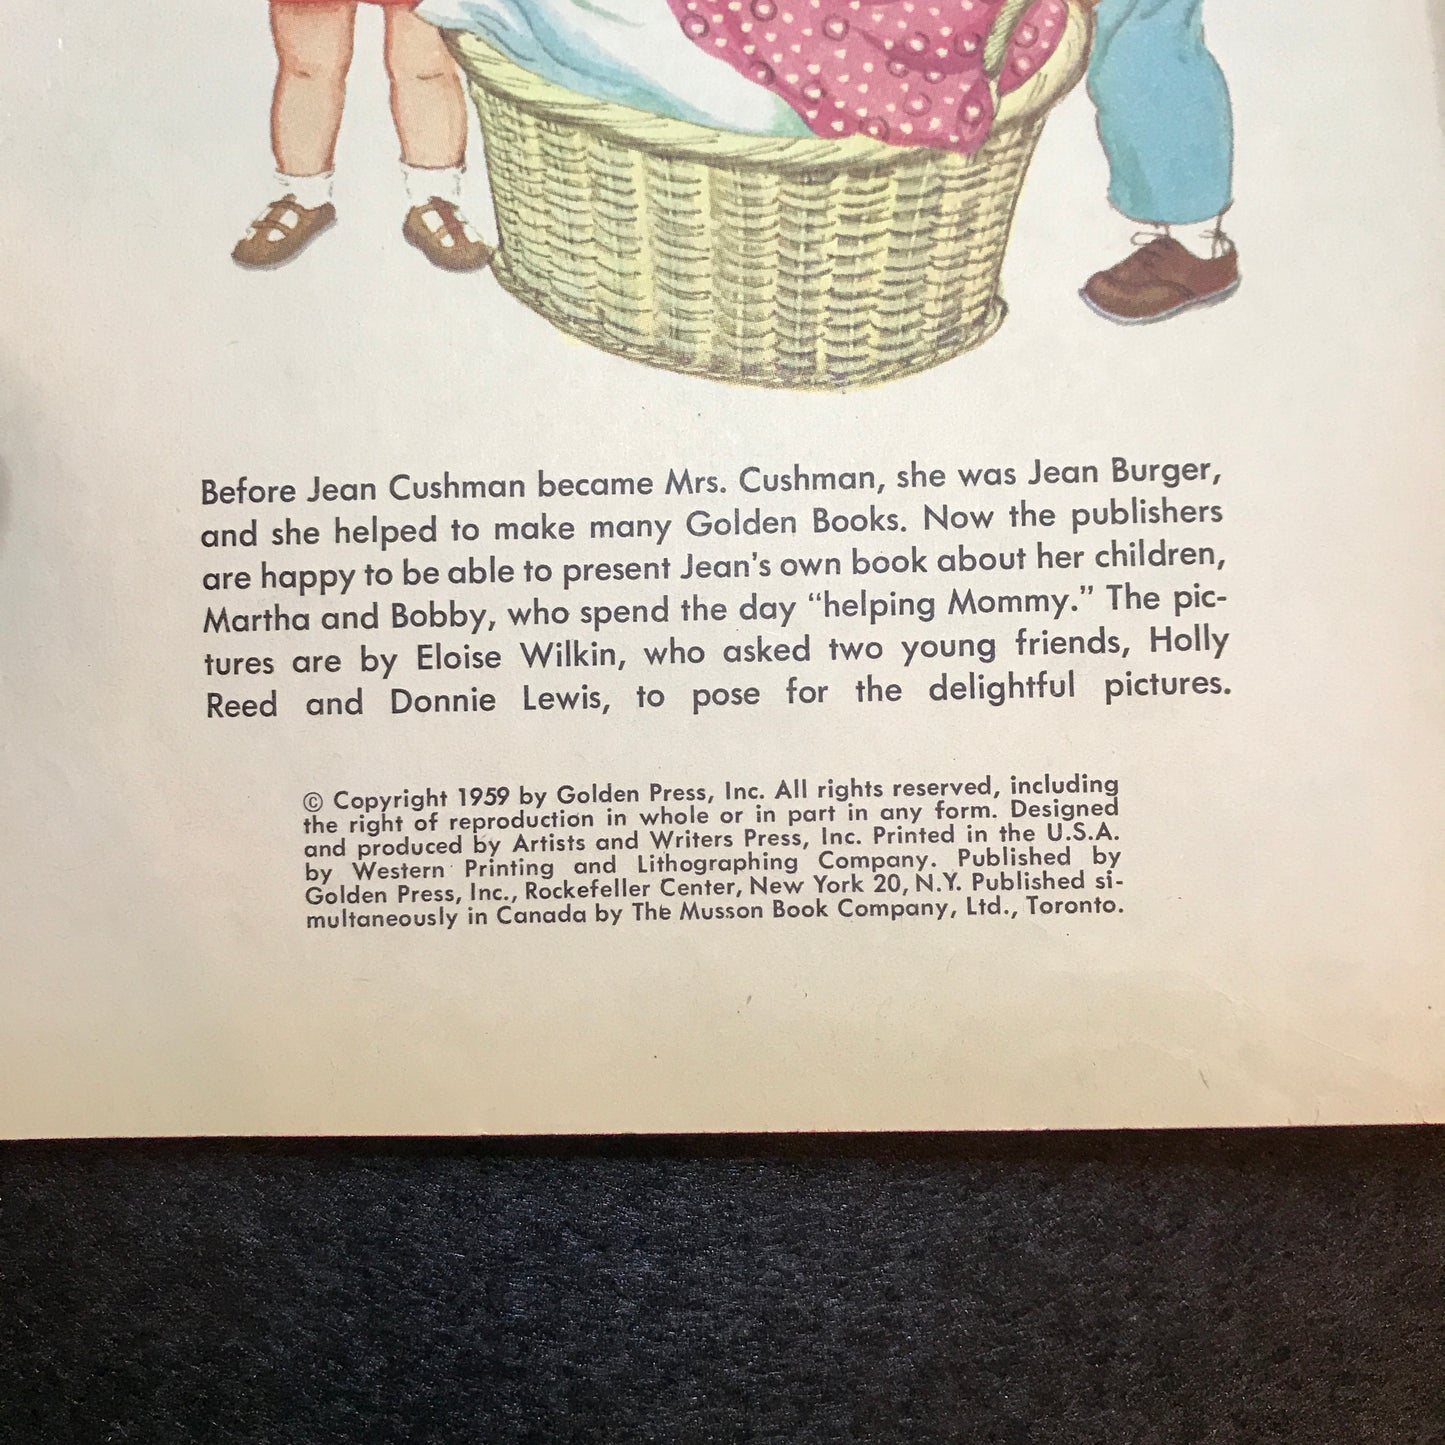 Before Jean Cushman became Mrs. Cushman, she was Jean Burger,
and she helped to make many Golden Books. Now the publishers
are happy to be able to present Jean's own book about her children,
Martha and Bobby, who spend the day "helping Mommy." The pic-
tures are by Eloise Wilkin, who asked two young friends, Holly
Reed and Donnie Lewis, to pose for the delightful pictures.
© Copyright 1959 by Golden Press, Inc. All rights reserved, including
the right of reproduction in whole or in part in any form. Designed
and produced by Artists and Writers Press, Inc. Printed in the U.S.A.
by Western Printing and Lithographing Company. Published by
Golden Press, Inc., Rockefeller Center, New York 20, N.Y. Published si-
multaneously in Canada by The Musson Book Company, Ltd., Toronto.